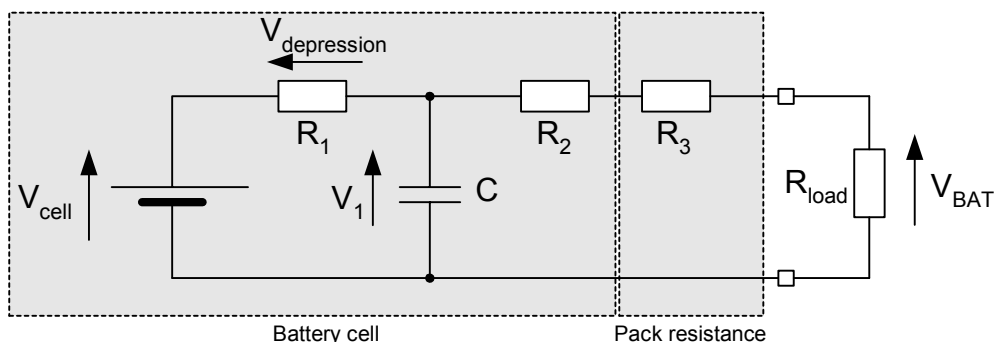 V_depression
R_1
R_2
R_3
V_cell
V_1
C
R_load
V_BAT
Battery cell
Pack resistance